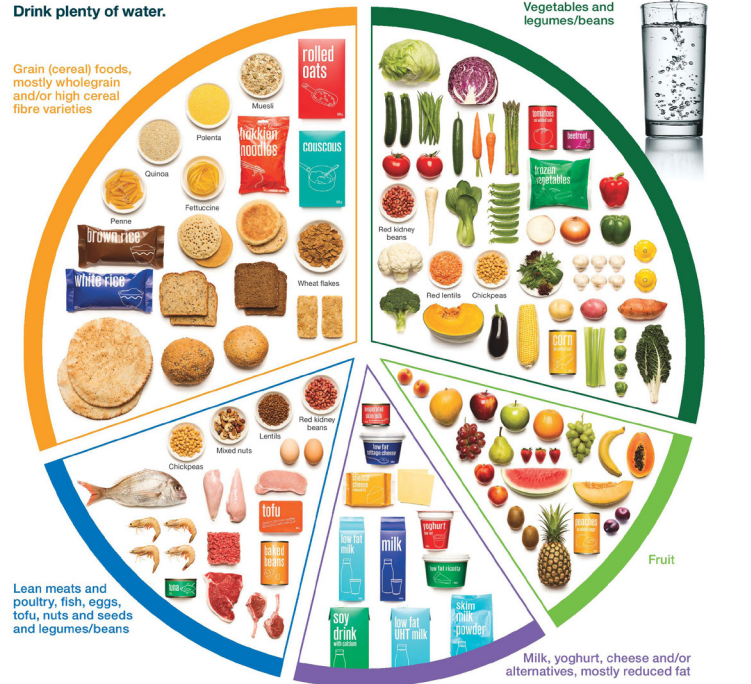 Drink plenty of water.
Vegetables and
legumes/beans
Grain (cereal) foods,
mostly wholegrain
and/or high cereal
fibre varieties
rolled
oats
Muesli
Polenta
hokkien
noodles
couscous
Quinoa
Fettuccine
Penne
brown rice
white rice
Wheat flakes
tomatoes
beetroot
frozen
vegetables
Red kidney
beans
Red lentils
Chickpeas
corn
Red kidney
beans
Lentils
Mixed nuts
Chickpeas
tofu
baked
beans
tuna
Lean meats and
poultry, fish, eggs,
tofu, nuts and seeds
and legumes/beans
low fat
cottage cheese
cheese
low fat
milk
milk
yoghurt
low fat ricotta
soy
drink
with calcium
low fat
UHT milk
skim
milk
powder
Milk, yoghurt, cheese and/or
alternatives, mostly reduced fat
peaches
Fruit